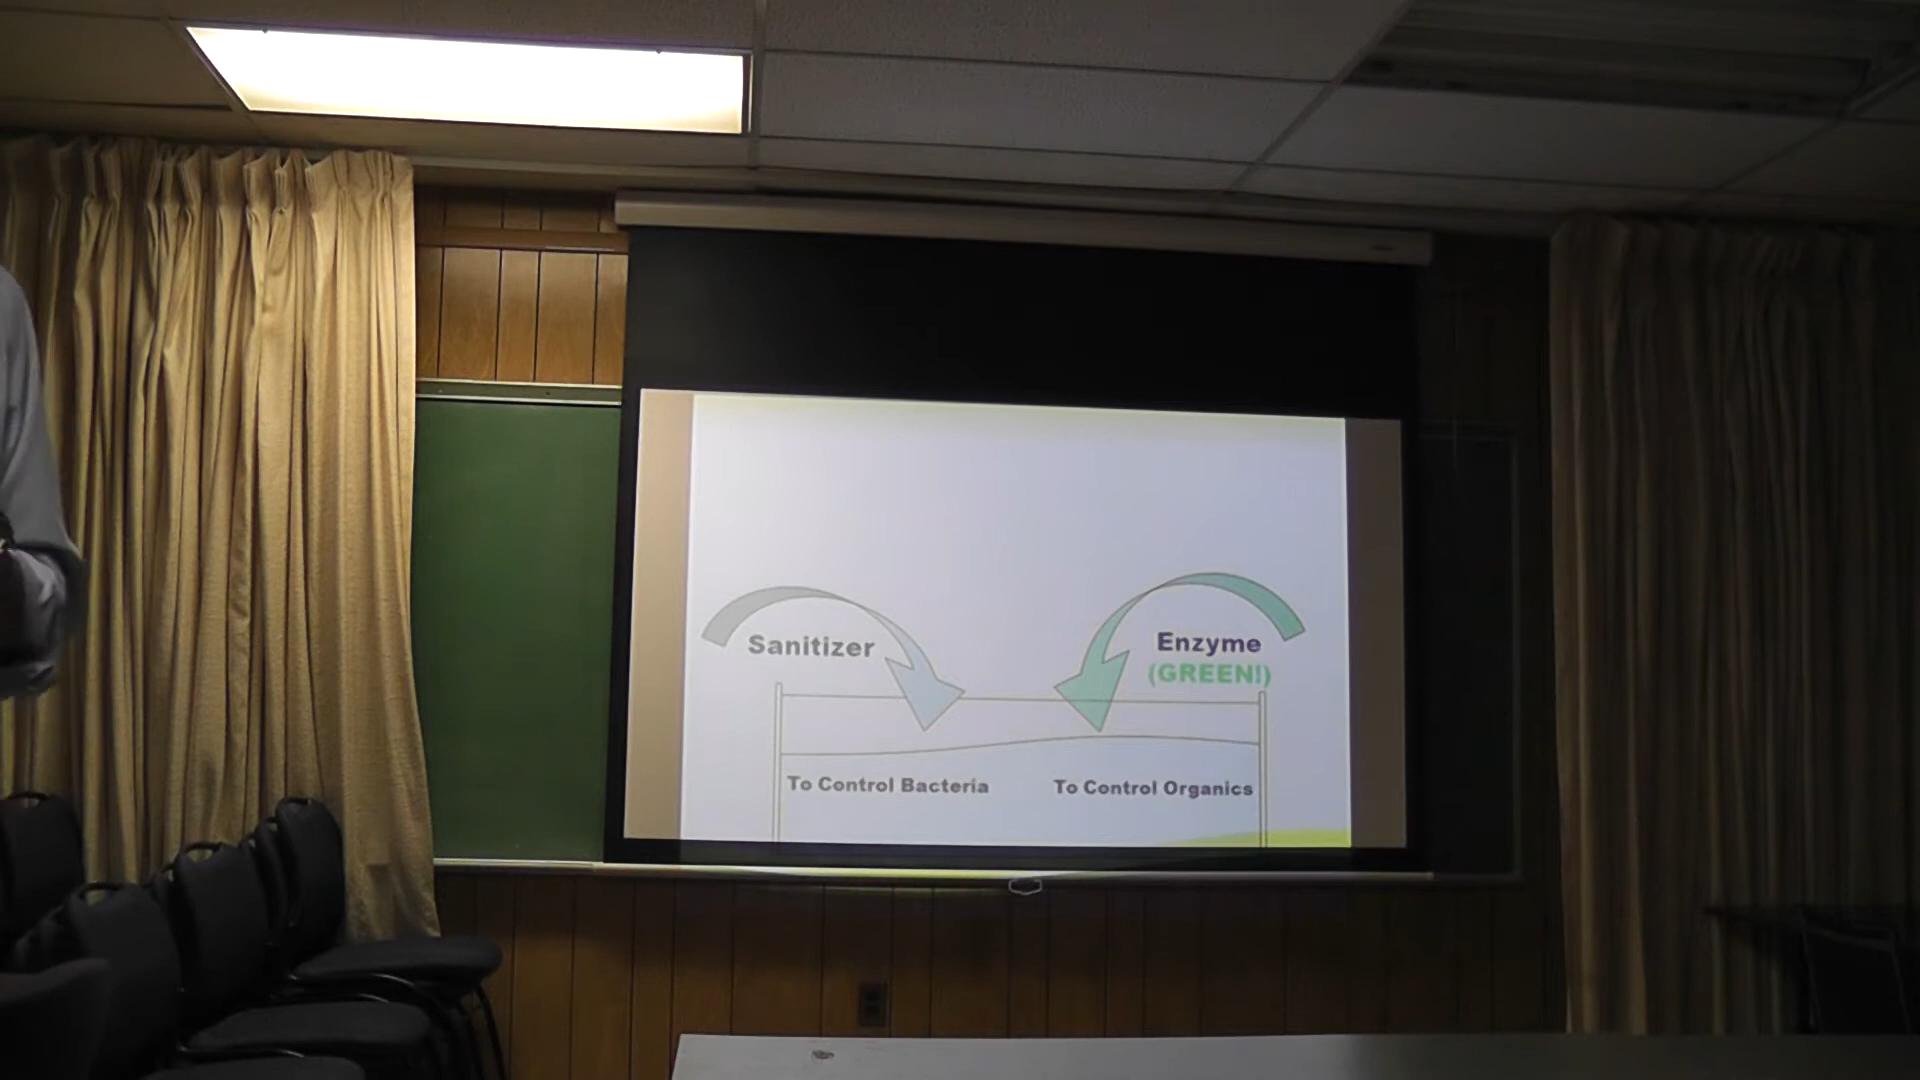 Sanitizer
Enzyme
(GREEN!)
To Control Bacteria
To Control Organics